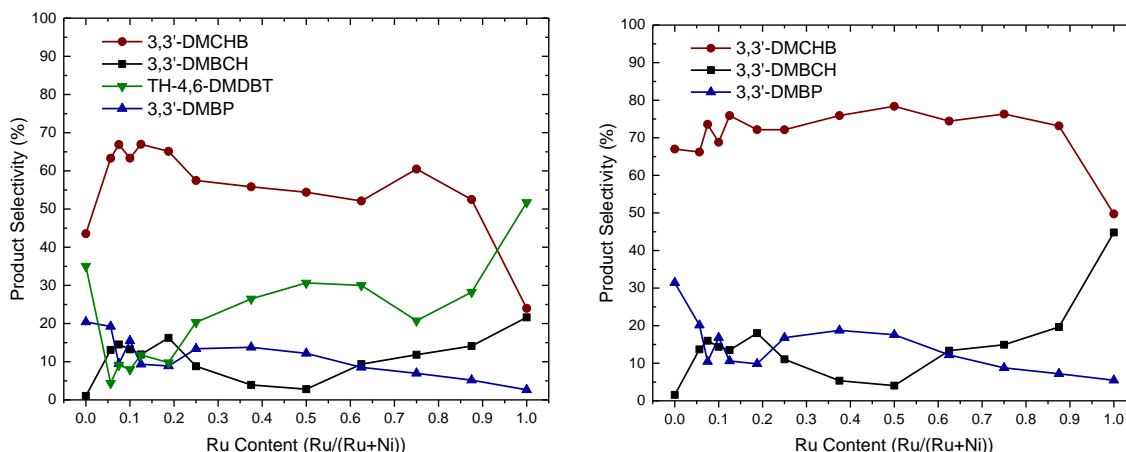 100
90
80
70
60
50
40
30
20
10
0
Product Selectivity (%)
3,3'-DMCHB
3,3'-DMBCH
TH-4,6-DMDBT
3,3'-DMBP
0.0 0.1 0.2 0.3 0.4 0.5 0.6 0.7 0.8 0.9 1.0
Ru Content (Ru/(Ru+Ni))
100
90
80
70
60
50
40
30
20
10
0
Product Selectivity (%)
3,3'-DMCHB
3,3'-DMBCH
3,3'-DMBP
0.0 0.1 0.2 0.3 0.4 0.5 0.6 0.7 0.8 0.9 1.0
Ru Content (Ru/(Ru+Ni))